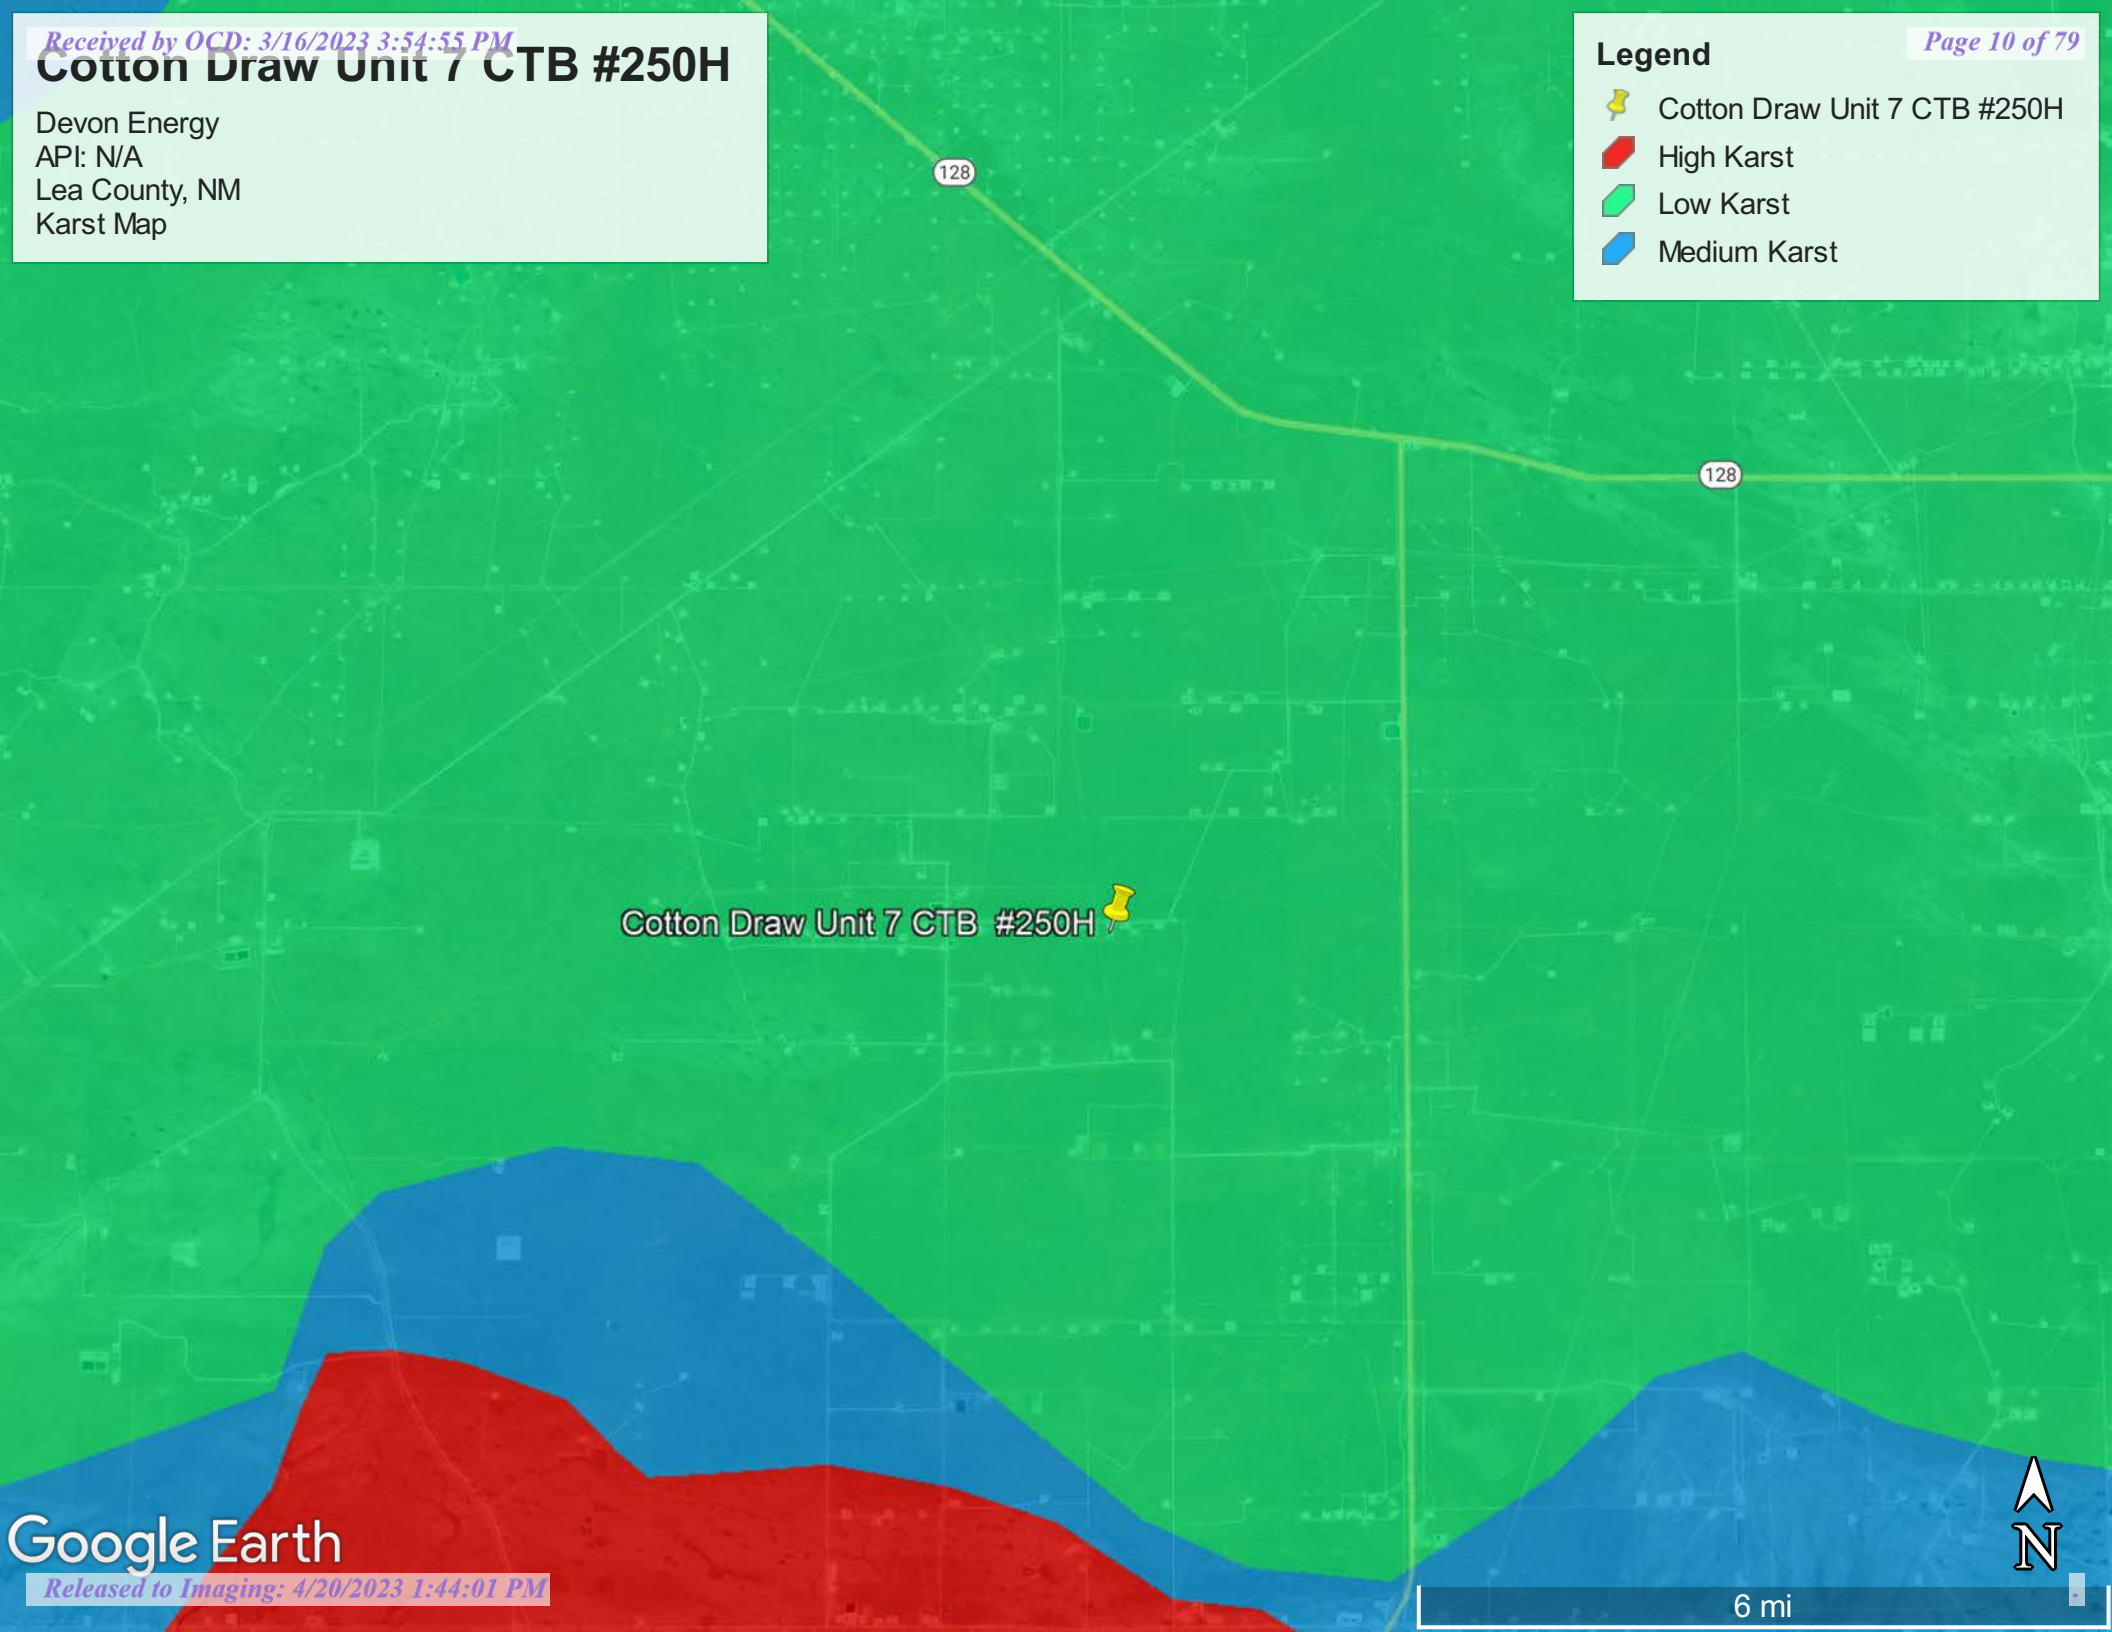 Received by OCD: 3/16/2023 3:54:55 PM
Page 10 of 79
Cotton Draw Unit 7 CTB #250H
Devon Energy
API: N/A
Lea County, NM
Karst Map
Legend
Cotton Draw Unit 7 CTB #250H
High Karst
Low Karst
Medium Karst
128
128
Cotton Draw Unit 7 CTB #250H
N
Google Earth
Released to Imaging: 4/20/2023 1:44:01 PM
6 mi